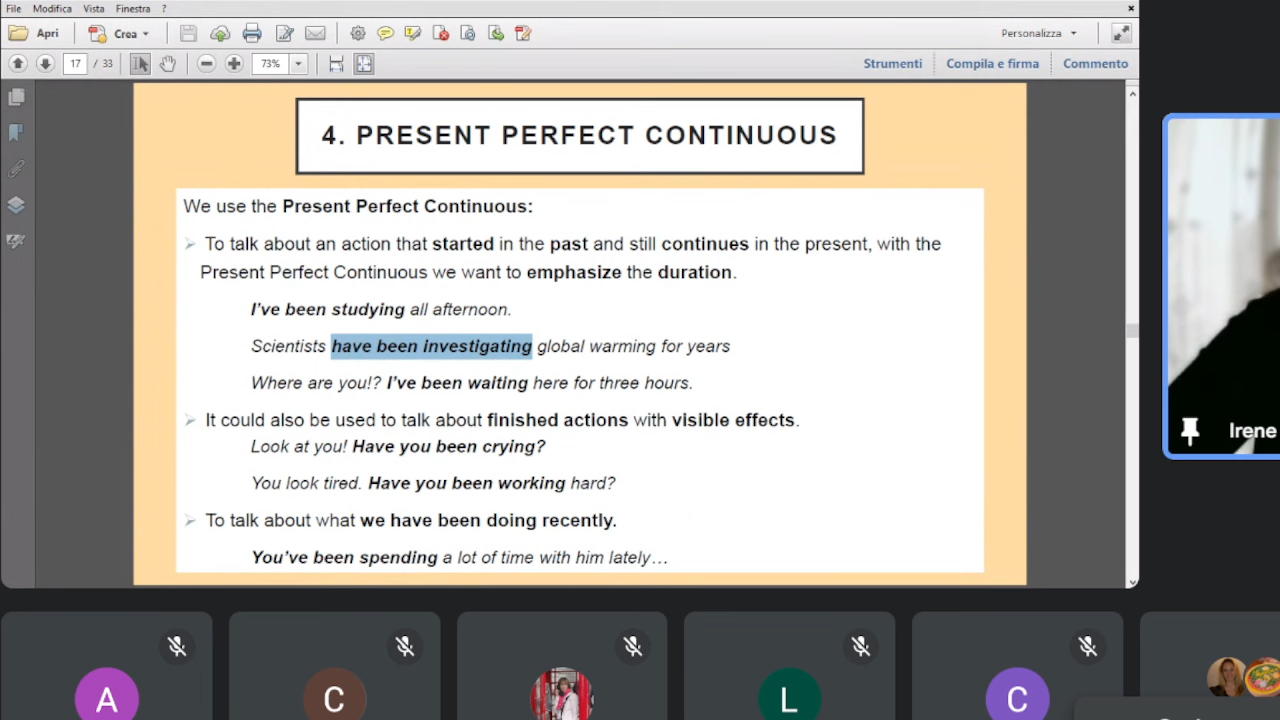 File Modifica Vista Finestra ?
Apri Crea Personalizza
17 / 33 73% Strumenti Compila e firma Commento
4. PRESENT PERFECT CONTINUOUS
We use the Present Perfect Continuous:
To talk about an action that started in the past and still continues in the present, with the
Present Perfect Continuous we want to emphasize the duration.
I've been studying all afternoon.
Scientists have been investigating global warming for years
Where are you!? I've been waiting here for three hours.
It could also be used to talk about finished actions with visible effects.
Look at you! Have you been crying?
You look tired. Have you been working hard?
To talk about what we have been doing recently.
You've been spending a lot of time with him lately…
Irene
A C L C